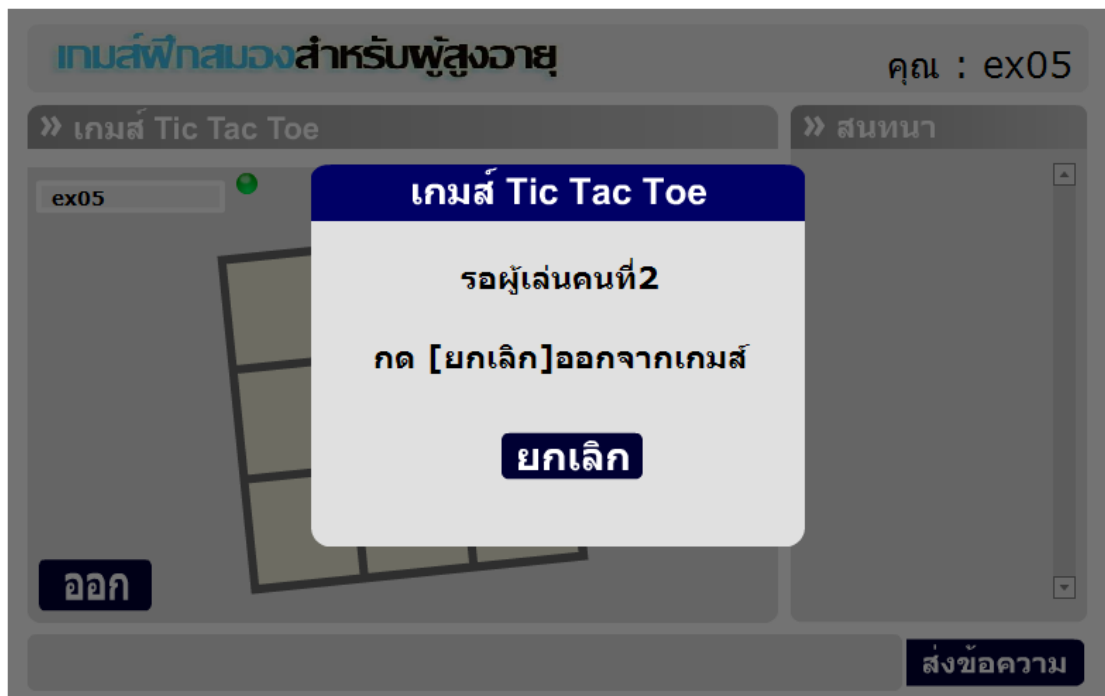 เกมส์ฝึกสมองสำหรับผู้สูงอายุ
คุณ : ex05
» เกมส์ Tic Tac Toe
» สนทนา
ex05
เกมส์ Tic Tac Toe
รอผู้เล่นคนที่2
กด [ยกเลิก]ออกจากเกมส์
ยกเลิก
ออก
ส่งข้อความ